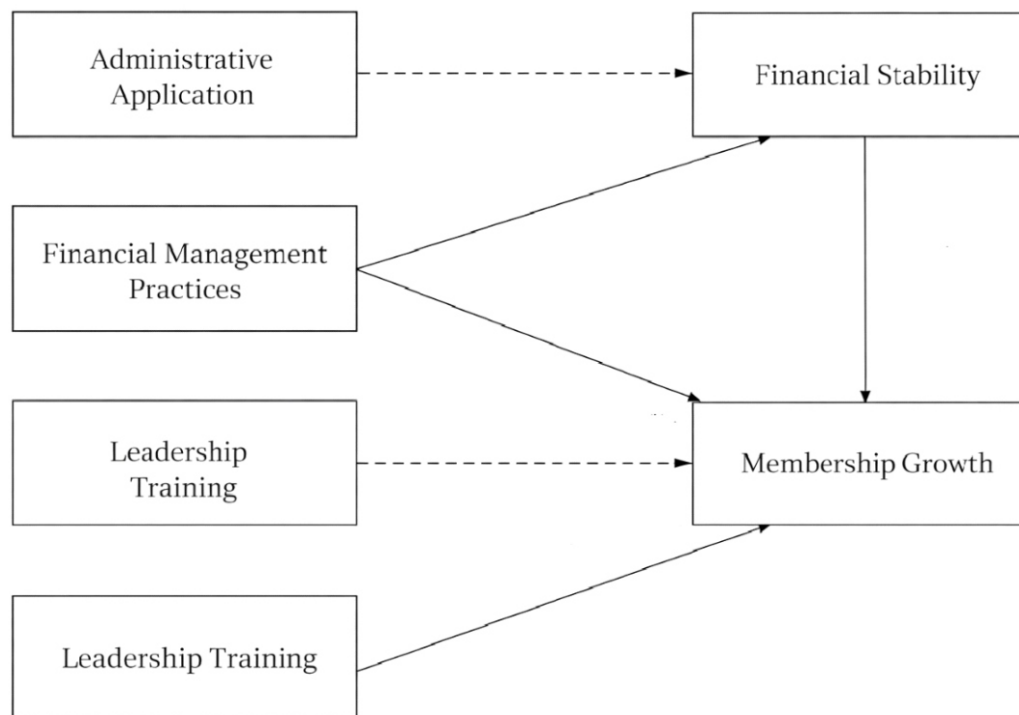 Administrative
Application
Financial Stability
Financial Management
Practices
Leadership
Training
Membership Growth
Leadership Training